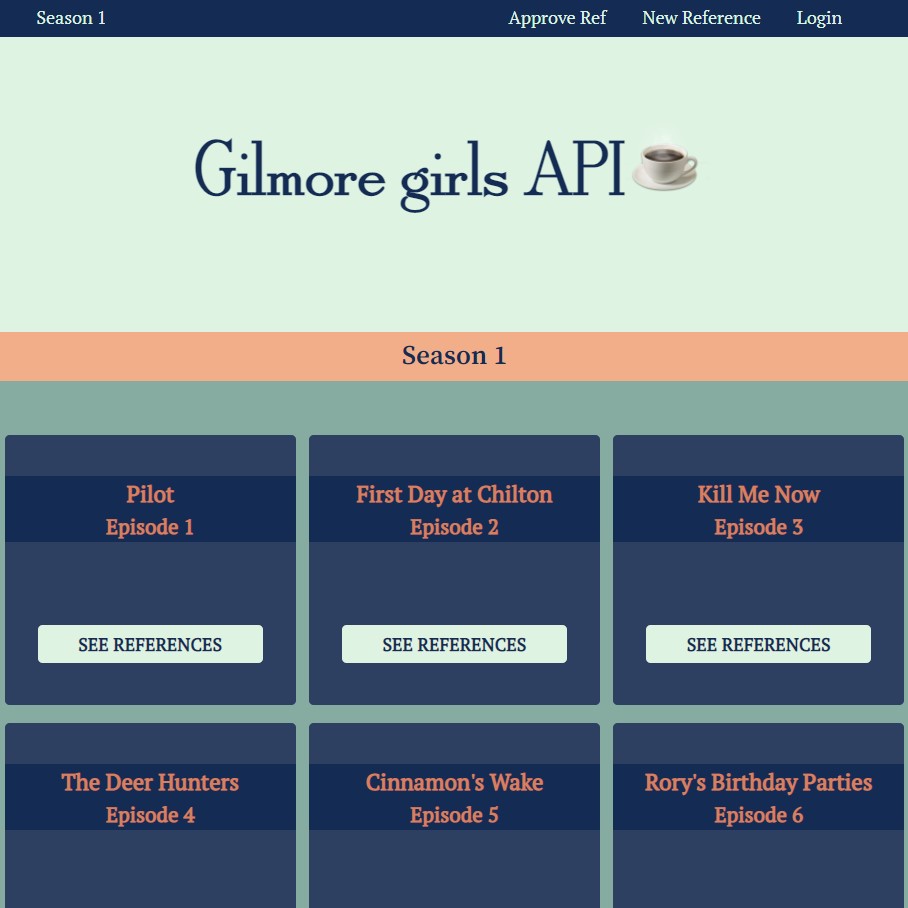 Season 1 Approve Ref New Reference Login
Gilmore girls API
Season 1
Pilot
Episode 1
SEE REFERENCES
First Day at Chilton
Episode 2
SEE REFERENCES
Kill Me Now
Episode 3
SEE REFERENCES
The Deer Hunters
Episode 4
Cinnamon's Wake
Episode 5
Rory's Birthday Parties
Episode 6